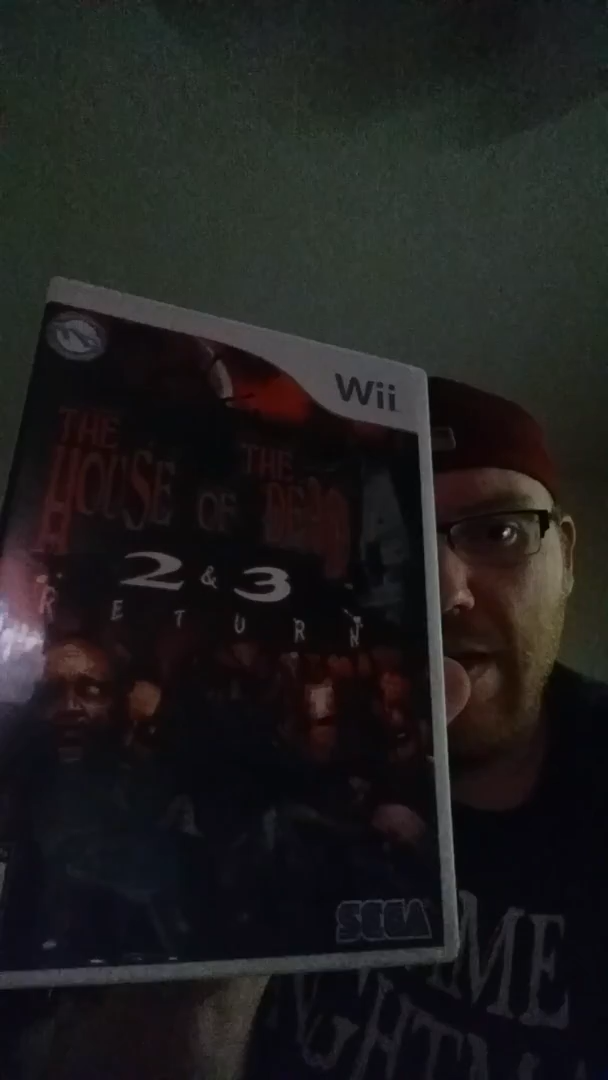 Wii
THE HOUSE OF THE DEAD
2 & 3
RETURN
SEGA